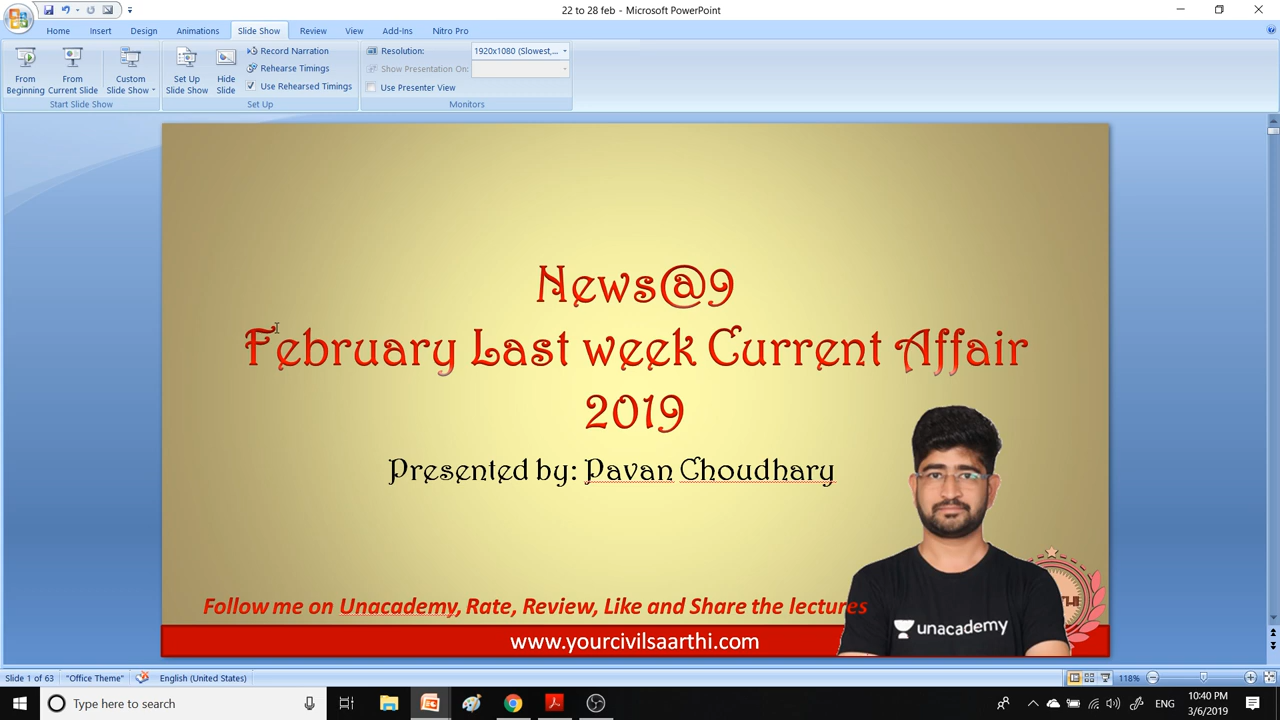 22 to 28 feb - Microsoft PowerPoint
Home Insert Design Animations Slide Show Review View Add-Ins Nitro Pro
From Beginning
From Current Slide
Custom Slide Show
Start Slide Show
Set Up Slide Show
Hide Slide
Record Narration
Rehearse Timings
Use Rehearsed Timings
Set Up
Resolution: 1920x1080 (Slowest,...
Show Presentation On:
Use Presenter View
Monitors
News@9
February Last week Current Affair
2019
Presented by: Pavan Choudhary
Follow me on Unacademy, Rate, Review, Like and Share the lectures
unacademy
www.yourcivilsaarthi.com
Slide 1 of 63 "Office Theme" English (United States) 118%
Type here to search
ENG
10:40 PM
3/6/2019